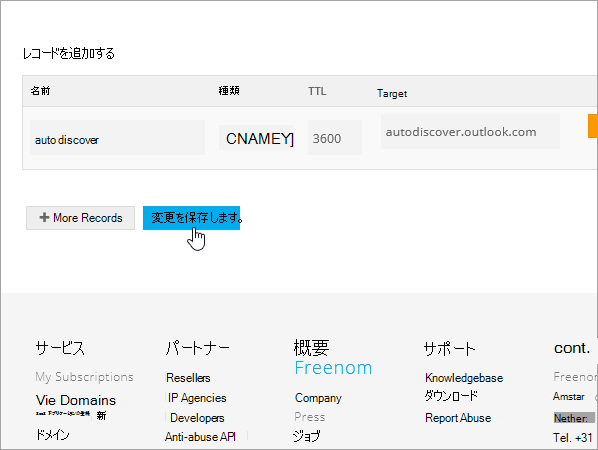 レコードを追加する
名前 種類 TTL Target
auto discover CNAMEY] 3600 autodiscover.outlook.com
+ More Records 変更を保存します。
サービス パートナー 概要 サポート cont.
Freenom
My Subscriptions Resellers Knowledgebase Freenom
Vie Domains IP Agencies Company ダウンロード Amstar
新 Developers Press Report Abuse Nether:
ドメイン Anti-abuse API ジョブ Tel. +31